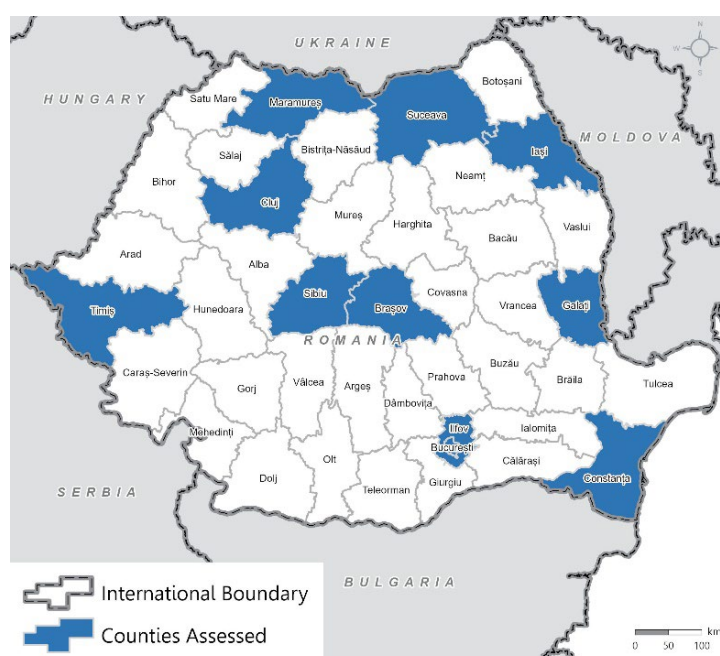 UKRAINE
N
W
S
HUNGARY
Satu Mare
Maramureș
Suceava
Botoșani
MOLDOVA
Sălaj
Bistrița-Năsăud
Iași
Bihor
Cluj
Neamț
Mureș
Harghita
Bacău
Vaslui
Arad
Alba
Timiș
Hunedoara
Sibiu
Brașov
Covasna
Vrancea
Galați
ROMANIA
Caraș-Severin
Gorj
Vâlcea
Argeș
Prahova
Buzău
Brăila
Tulcea
Dâmbovița
Mehedinți
Ilfov
Ialomița
București
Olt
Călărași
Constanța
Dolj
Teleorman
Giurgiu
SERBIA
BULGARIA
International Boundary
Counties Assessed
km
0 50 100